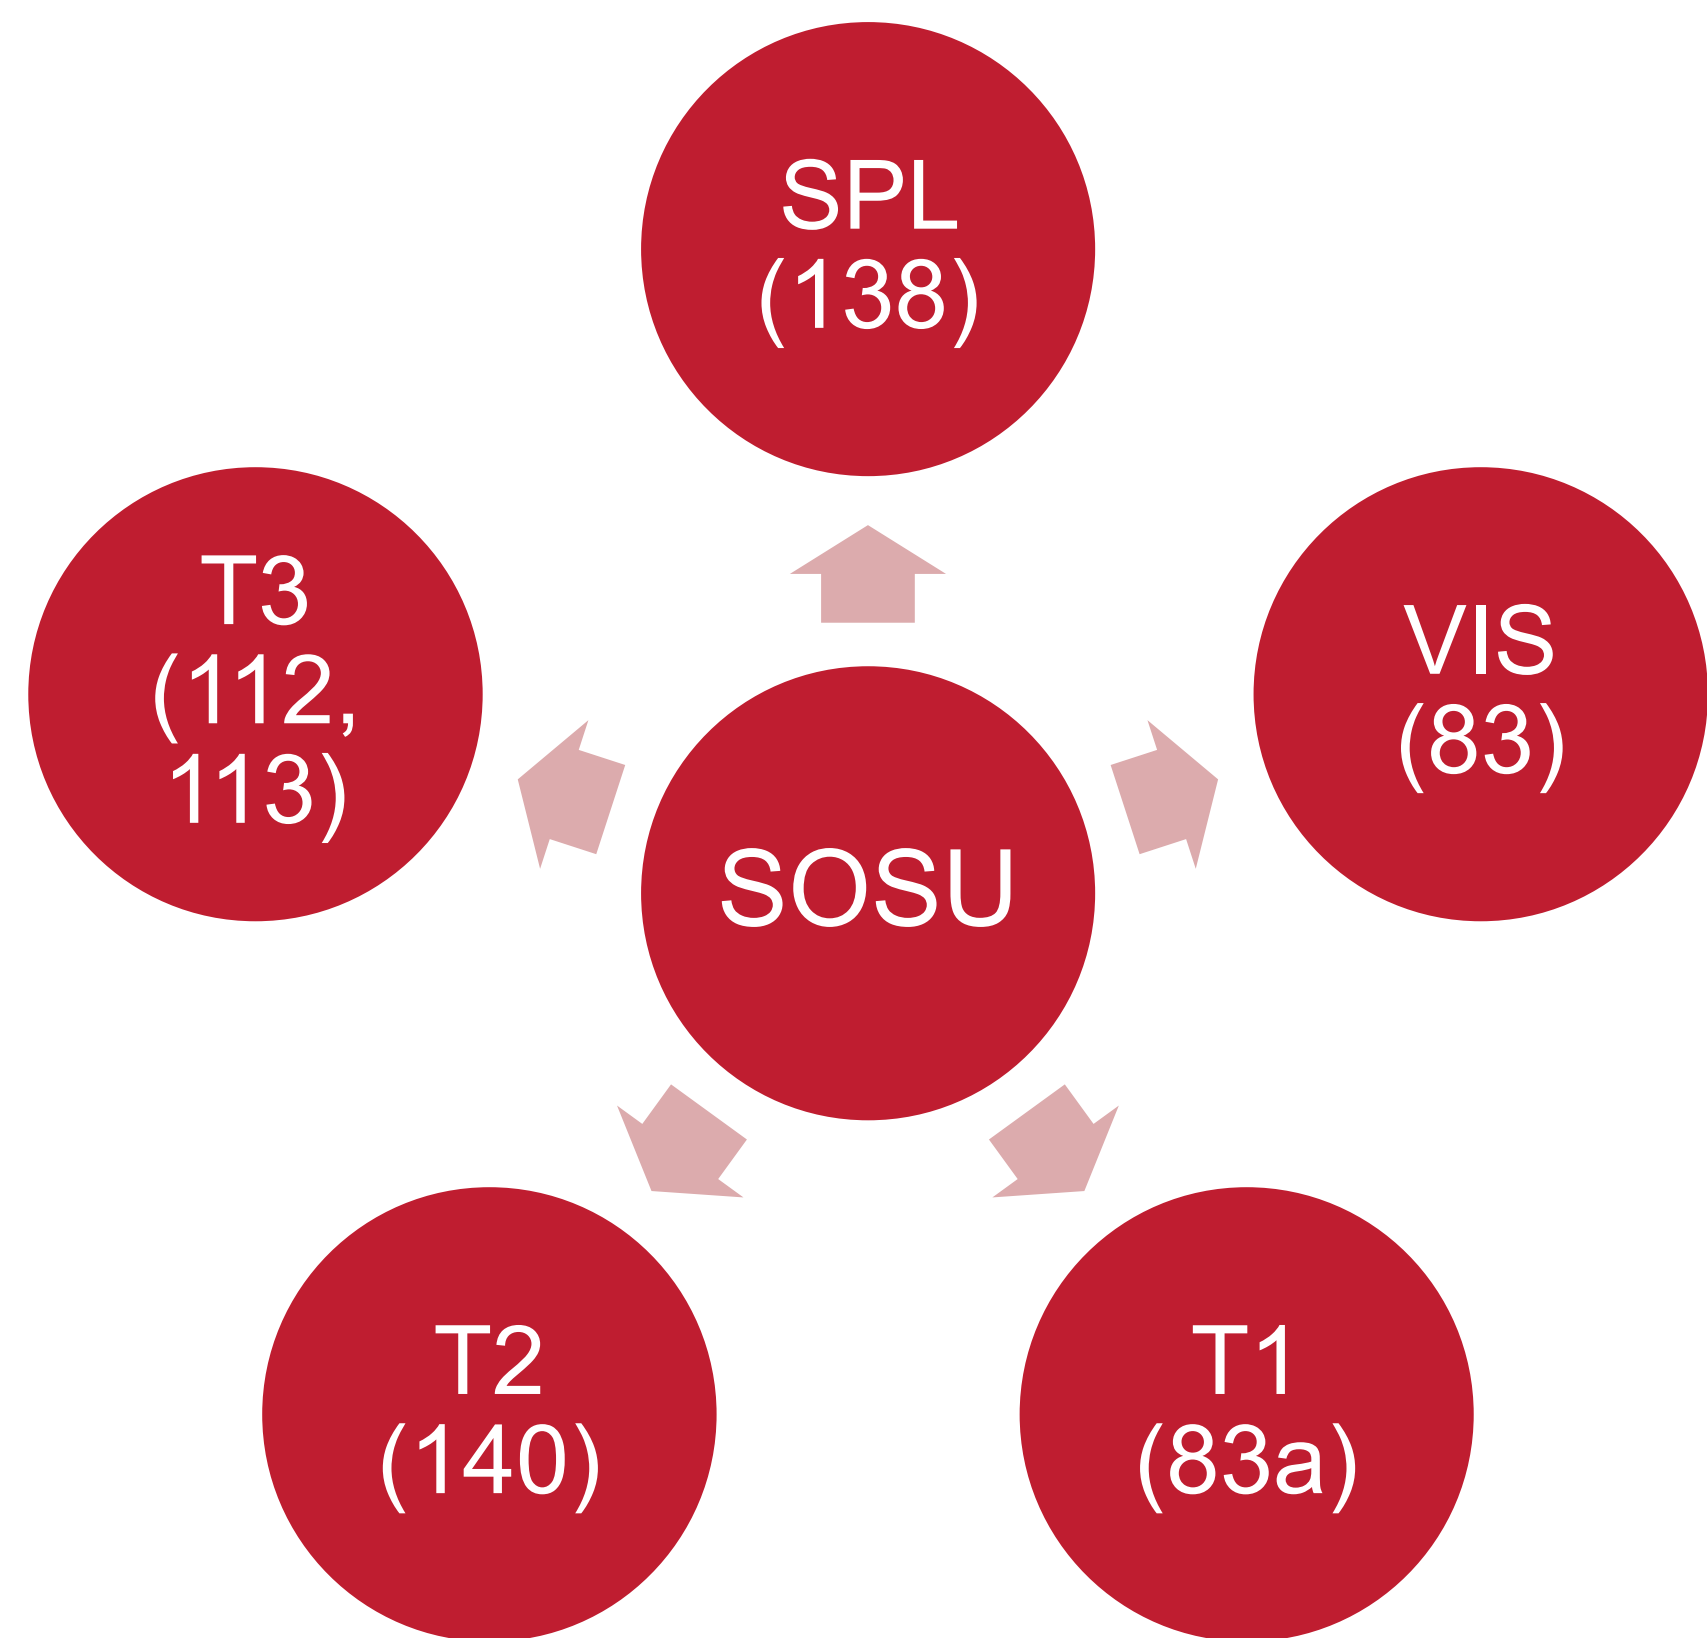 SPL
(138)
T3
(112,
113)
VIS
(83)
SOSU
T2
(140)
T1
(83a)